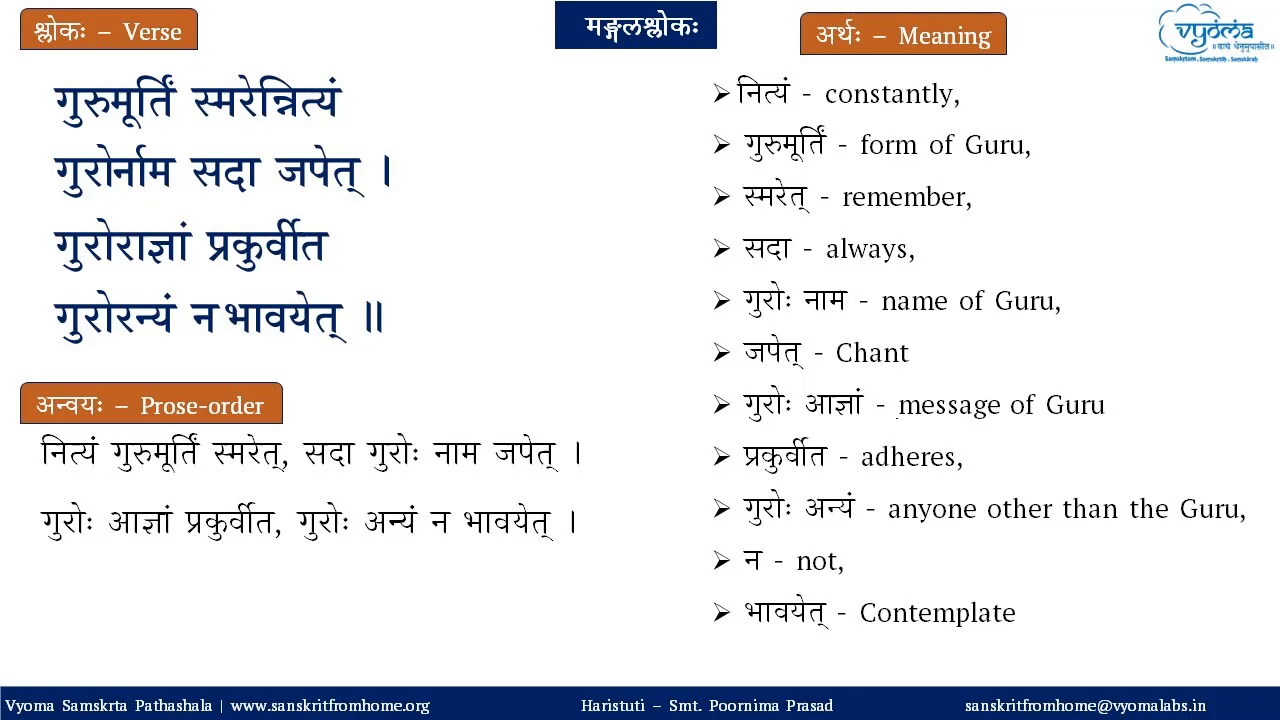 श्लोकः – Verse
मङ्गलश्लोकः
अर्थः – Meaning
vyoma
॥ वाचं धेनुमुपासीत ॥
Samskrtam . Samskrti . Samskārāḥ
गुरुमूर्तिं स्मरेन्नित्यं
गुरोर्नाम सदा जपेत् ।
गुरोराज्ञां प्रकुर्वीत
गुरोरन्यं न भावयेत् ॥
अन्वयः – Prose-order
नित्यं गुरुमूर्तिं स्मरेत्, सदा गुरोः नाम जपेत् ।
गुरोः आज्ञां प्रकुर्वीत, गुरोः अन्यं न भावयेत् ।
➢ नित्यं - constantly,
➢ गुरुमूर्तिं - form of Guru,
➢ स्मरेत् - remember,
➢ सदा - always,
➢ गुरोः नाम - name of Guru,
➢ जपेत् - Chant
➢ गुरोः आज्ञां - message of Guru
➢ प्रकुर्वीत - adheres,
➢ गुरोः अन्यं - anyone other than the Guru,
➢ न - not,
➢ भावयेत् - Contemplate
Vyoma Samskrta Pathashala | www.sanskritfromhome.org
Haristuti – Smt. Poornima Prasad
sanskritfromhome@vyomalabs.in